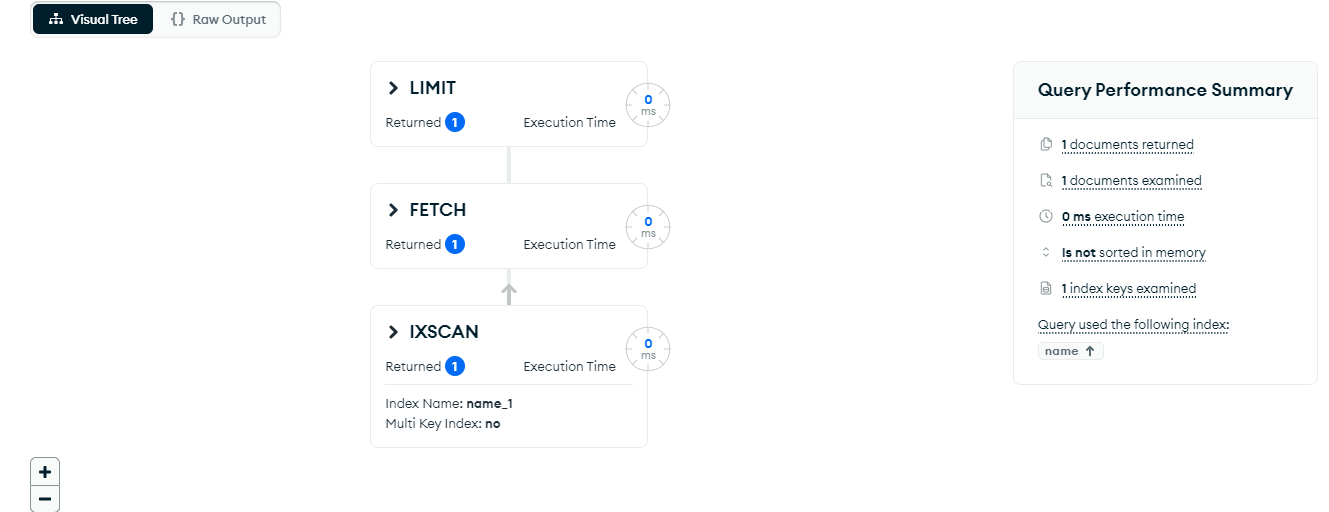 Visual Tree
{} Raw Output
LIMIT
Returned 1
Execution Time
0
ms
FETCH
Returned 1
Execution Time
0
ms
IXSCAN
Returned 1
Execution Time
0
ms
Index Name: name_1
Multi Key Index: no
Query Performance Summary
1 documents returned
1 documents examined
0 ms execution time
Is not sorted in memory
1 index keys examined
Query used the following index:
name ↑
+
−